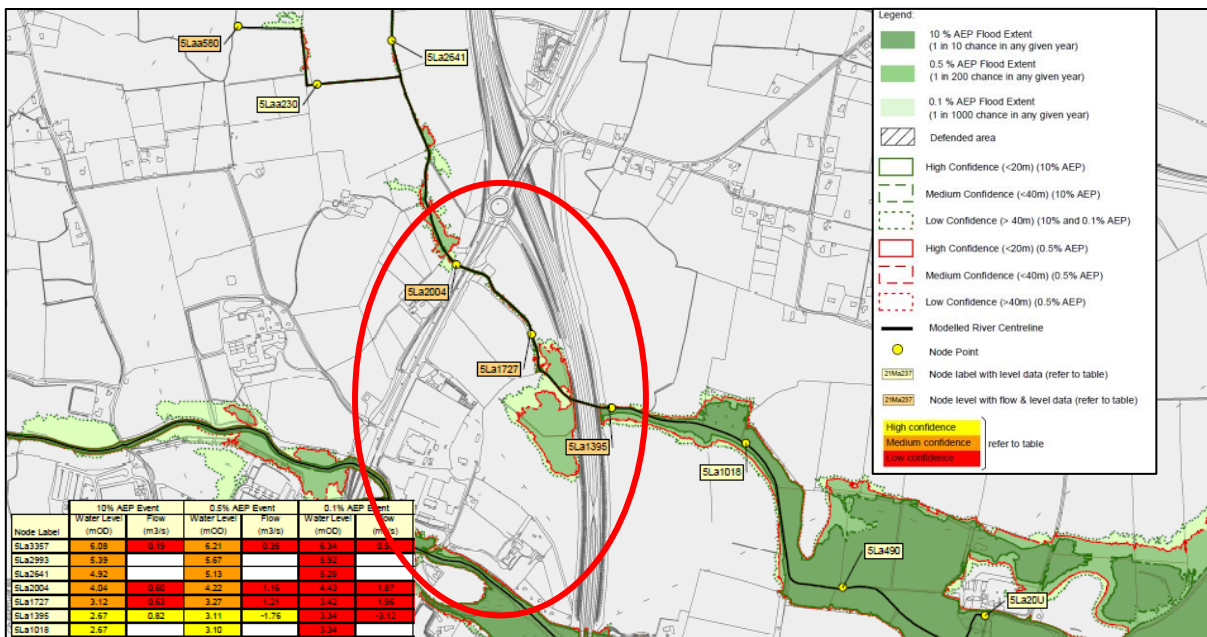 5Laa580
5La2641
5Laa230
5La2004
5La1727
5La1395
5La1018
5La490
5La20U
Legend:
10 % AEP Flood Extent
(1 in 10 chance in any given year)
0.5 % AEP Flood Extent
(1 in 200 chance in any given year)
0.1 % AEP Flood Extent
(1 in 1000 chance in any given year)
Defended area
High Confidence (<20m) (10% AEP)
Medium Confidence (<40m) (10% AEP)
Low Confidence (> 40m) (10% and 0.1% AEP)
High Confidence (<20m) (0.5% AEP)
Medium Confidence (<40m) (0.5% AEP)
Low Confidence (>40m) (0.5% AEP)
Modelled River Centreline
Node Point
21Ma237 Node label with level data (refer to table)
21Ma237 Node level with flow & level data (refer to table)
High confidence
Medium confidence refer to table
Low confidence
10% AEP Event 0.5% AEP Event 0.1% AEP Event
Water Level Flow Water Level Flow Water Level Flow
Node Label (mOD) (m3/s) (mOD) (m3/s) (mOD) (m3/s)
5La3357 6.08 0.19 6.21 0.35 6.34
5La2993 5.39 5.67 5.92
5La2641 4.92 5.13 5.28
5La2004 4.04 0.60 4.22 1.16 4.43 1.87
5La1727 3.12 0.63 3.27 1.21 3.42 1.96
5La1395 2.67 0.82 3.11 -1.76 3.34 -3.12
5La1018 2.67 3.10 3.34